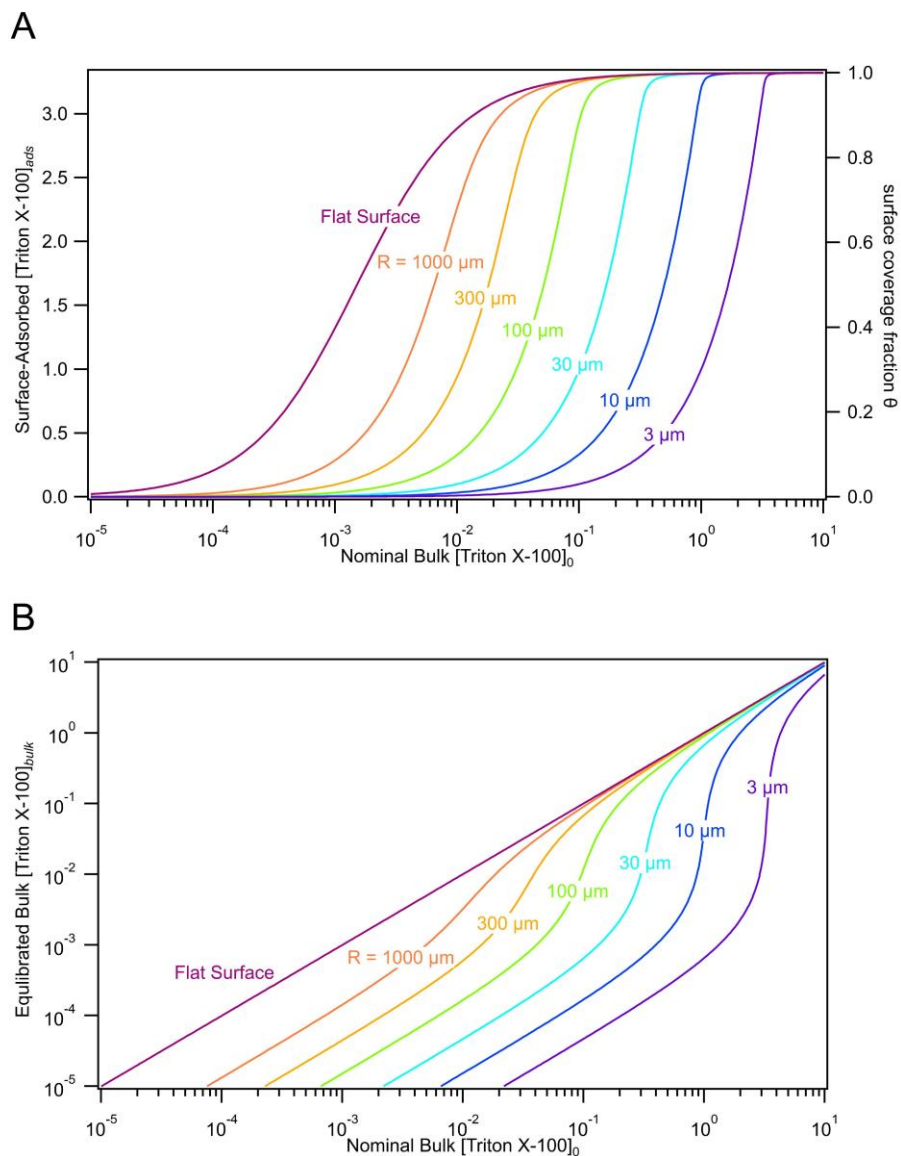 A
Surface-Adsorbed [Triton X-100]ads
3.0
2.5
2.0
1.5
1.0
0.5
0.0
Flat Surface
R = 1000 µm
300 µm
100 µm
30 µm
10 µm
3 µm
1.0
0.8
0.6
0.4
0.2
0.0
surface coverage fraction θ
10-5
10-4
10-3
10-2
10-1
100
101
Nominal Bulk [Triton X-100]0
B
Equlibrated Bulk [Triton X-100]bulk
101
100
10-1
10-2
10-3
10-4
10-5
3 µm
10 µm
30 µm
100 µm
300 µm
R = 1000 µm
Flat Surface
10-5
10-4
10-3
10-2
10-1
100
101
Nominal Bulk [Triton X-100]0